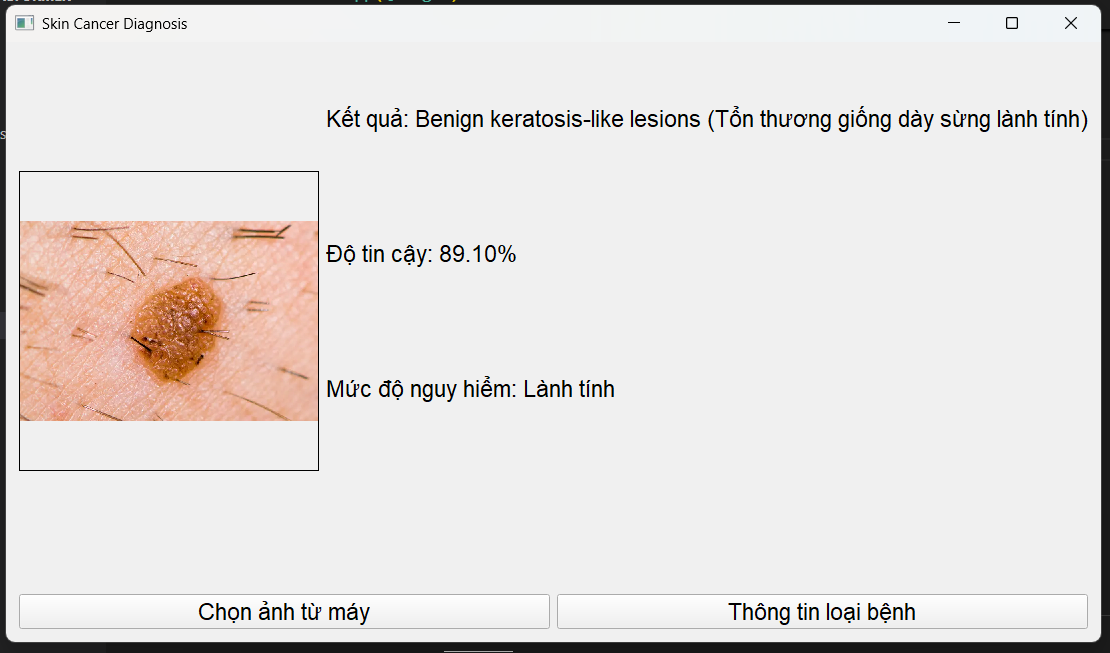 Skin Cancer Diagnosis
Kết quả: Benign keratosis-like lesions (Tổn thương giống dày sừng lành tính)
Độ tin cậy: 89.10%
Mức độ nguy hiểm: Lành tính
Chọn ảnh từ máy
Thông tin loại bệnh